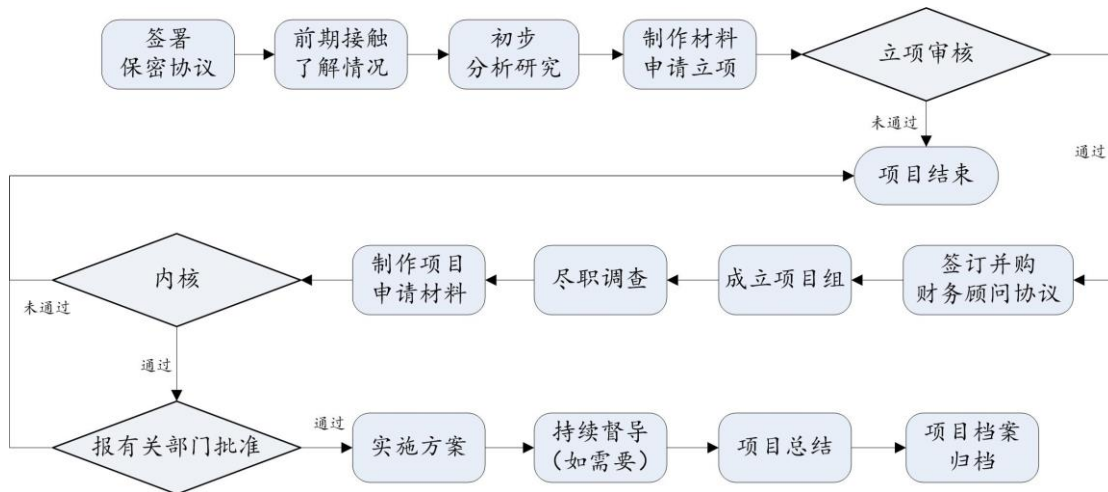 签署
保密协议
前期接触
了解情况
初步
分析研究
制作材料
申请立项
立项审核
未通过
通过
项目结束
内核
制作项目
申请材料
尽职调查
成立项目组
签订并购
财务顾问协议
未通过
通过
报有关部门批准
通过
实施方案
持续督导
（如需要）
项目总结
项目档案
归档